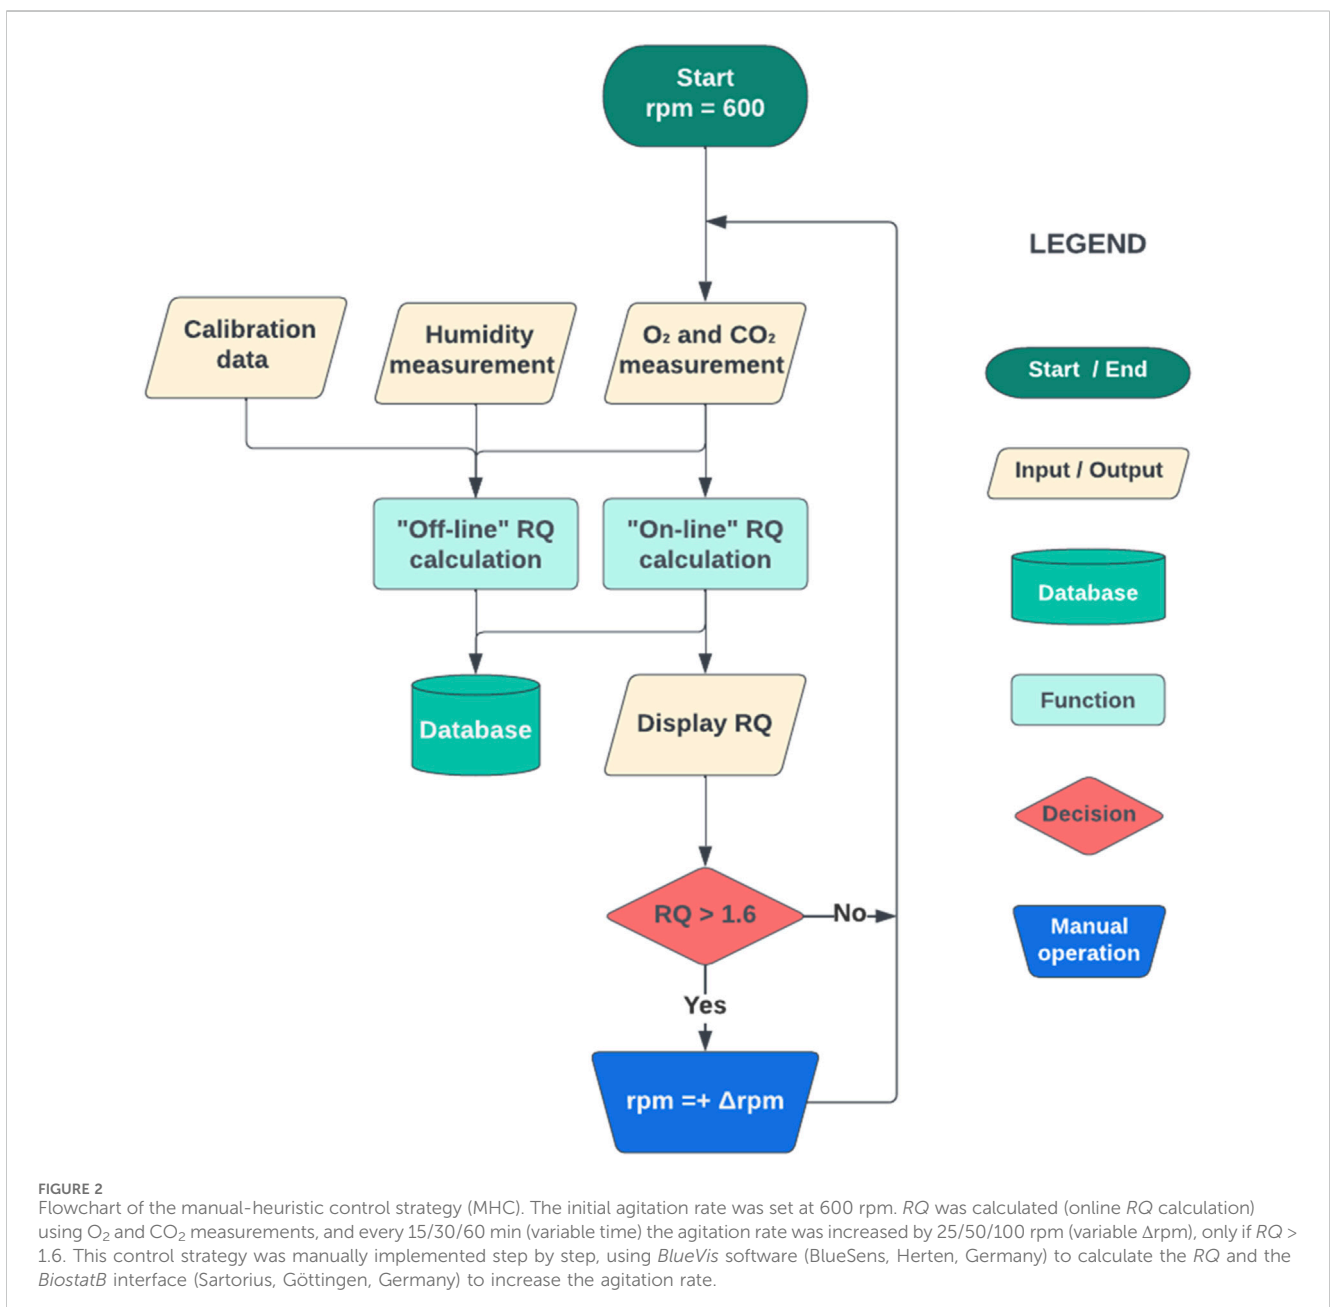 Start
rpm = 600
LEGEND
Calibration
data
Humidity
measurement
O₂ and CO₂
measurement
Start / End
Input / Output
"Off-line" RQ
calculation
"On-line" RQ
calculation
Database
Database
Display RQ
Function
Decision
RQ > 1.6
No
Yes
Manual
operation
rpm =+ Δrpm
FIGURE 2
Flowchart of the manual-heuristic control strategy (MHC). The initial agitation rate was set at 600 rpm. RQ was calculated (online RQ calculation)
using O₂ and CO₂ measurements, and every 15/30/60 min (variable time) the agitation rate was increased by 25/50/100 rpm (variable Δrpm), only if RQ >
1.6. This control strategy was manually implemented step by step, using BlueVis software (BlueSens, Herten, Germany) to calculate the RQ and the
BiostatB interface (Sartorius, Göttingen, Germany) to increase the agitation rate.